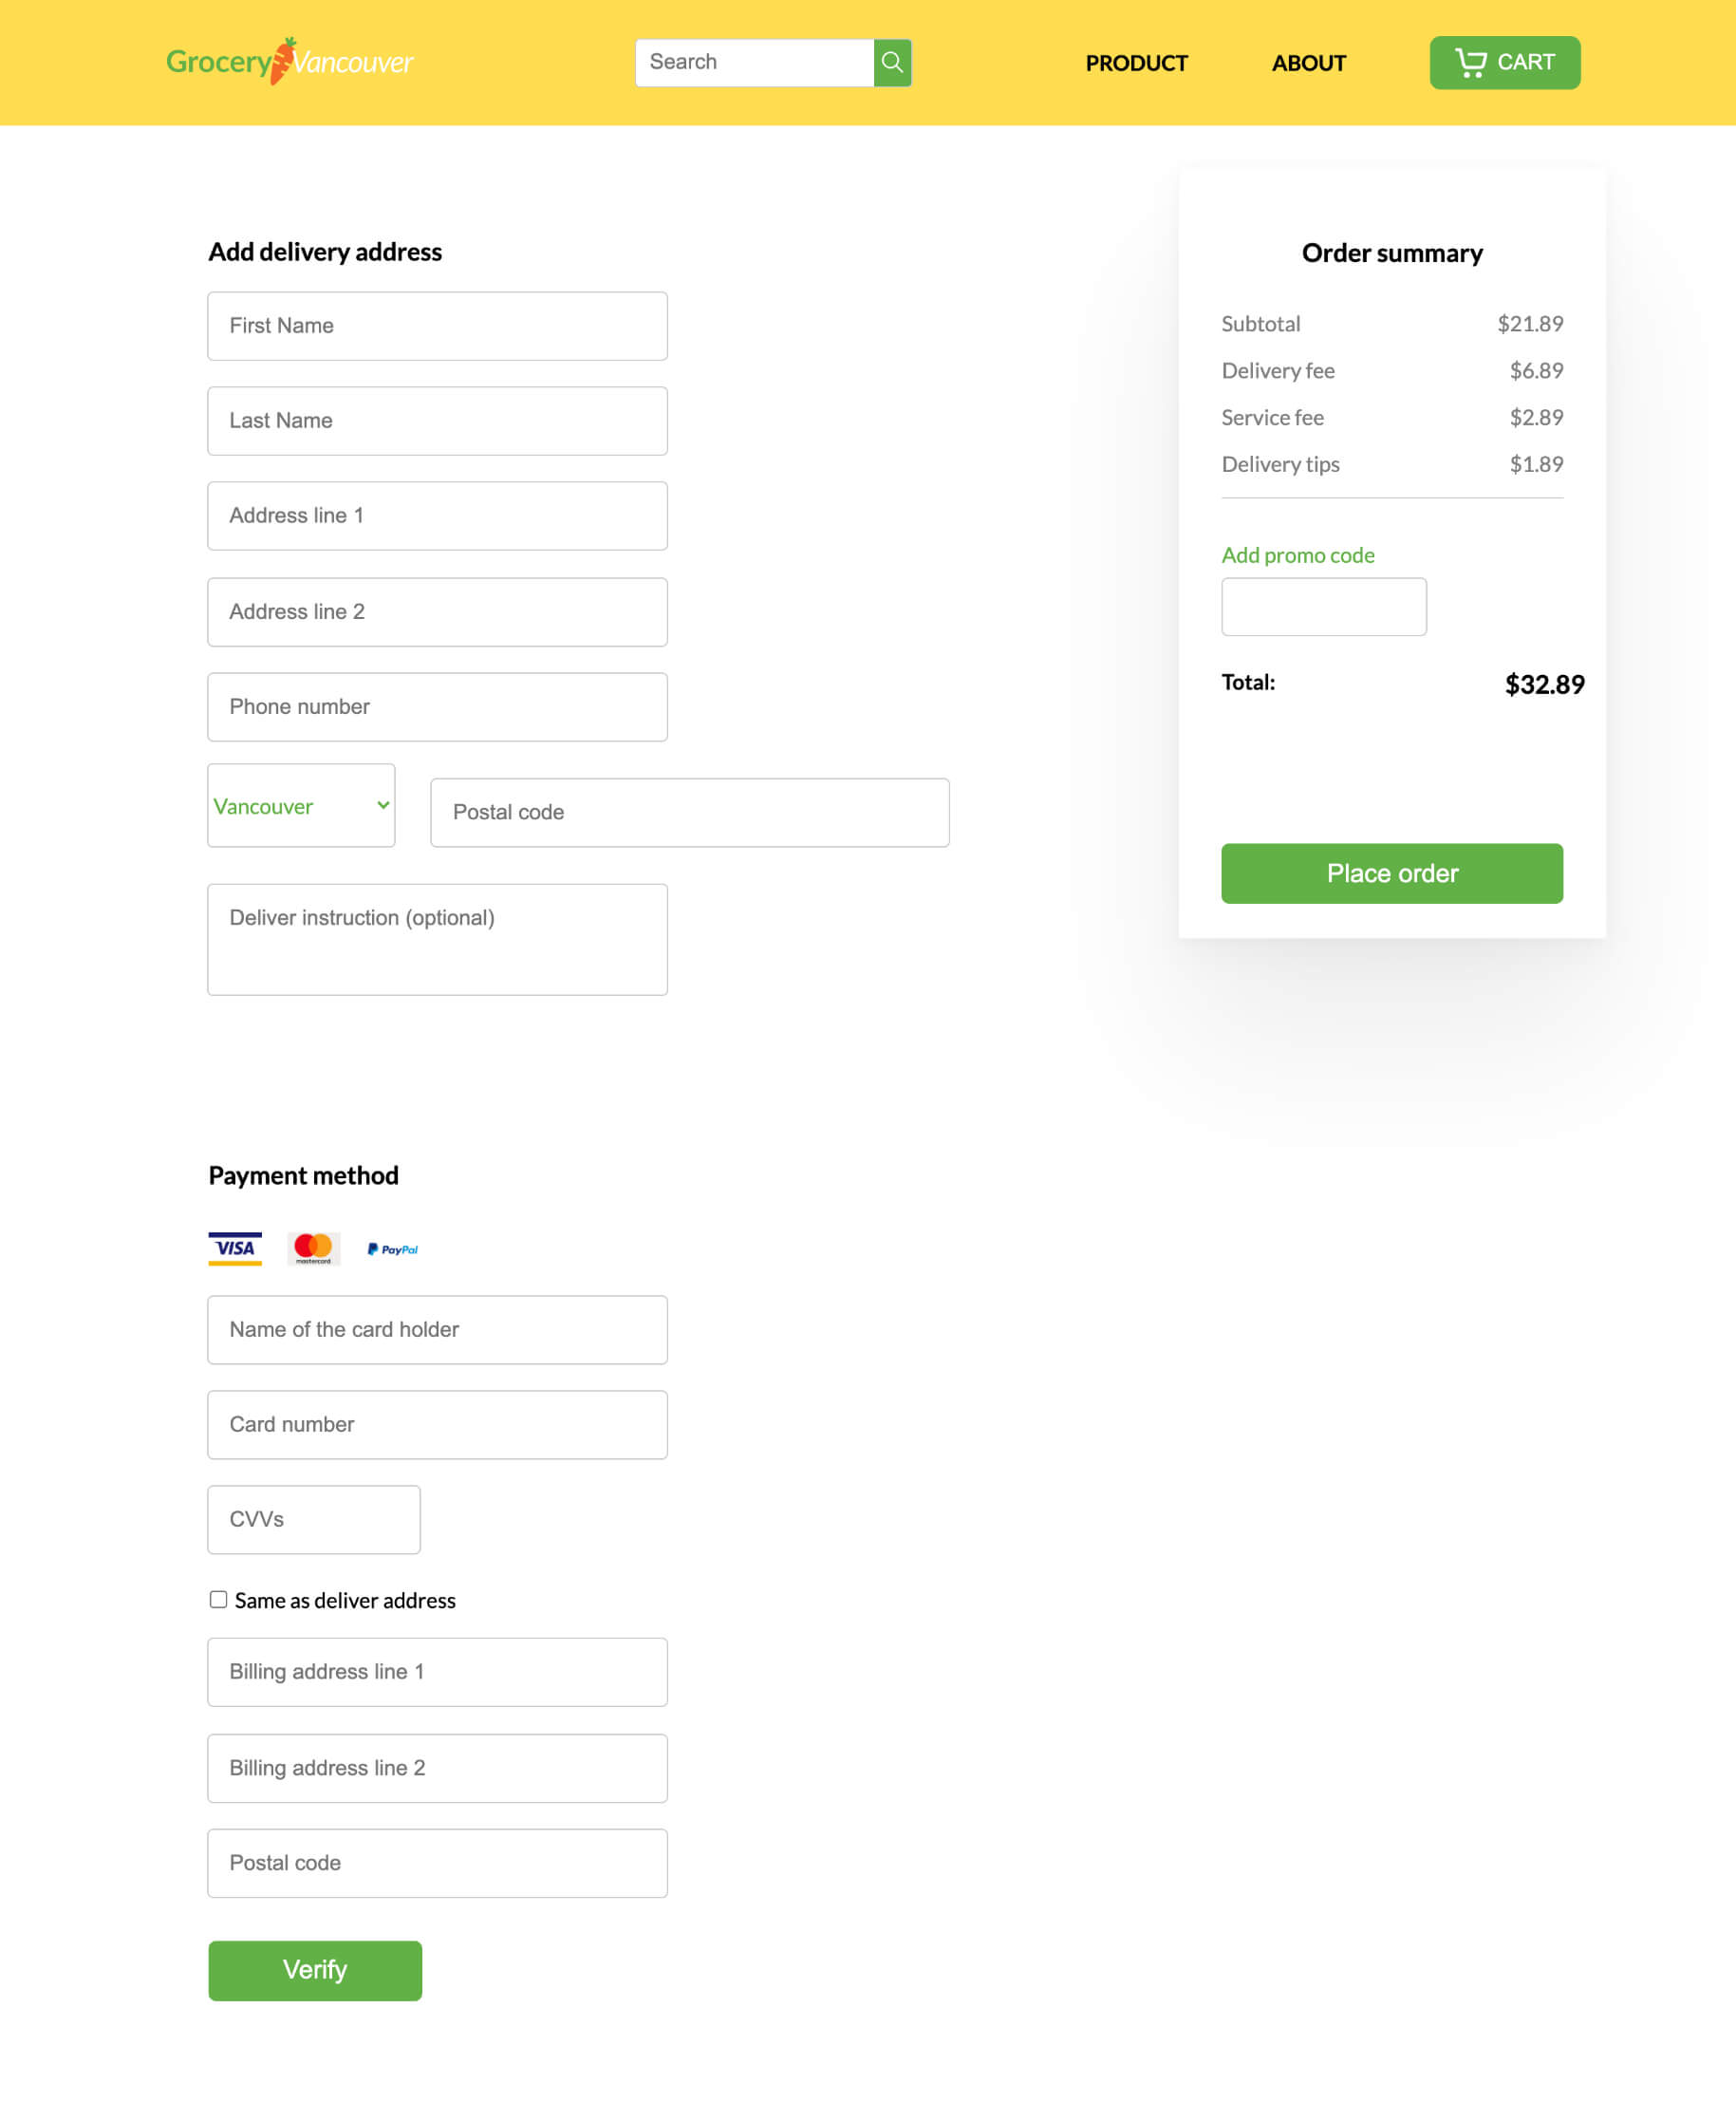 Grocery Vancouver
Search
PRODUCT
ABOUT
CART
Add delivery address
First Name
Last Name
Address line 1
Address line 2
Phone number
Vancouver
Postal code
Deliver instruction (optional)
Order summary
Subtotal $21.89
Delivery fee $6.89
Service fee $2.89
Delivery tips $1.89
Add promo code
Total: $32.89
Place order
Payment method
VISA
mastercard
PayPal
Name of the card holder
Card number
CVVs
Same as deliver address
Billing address line 1
Billing address line 2
Postal code
Verify